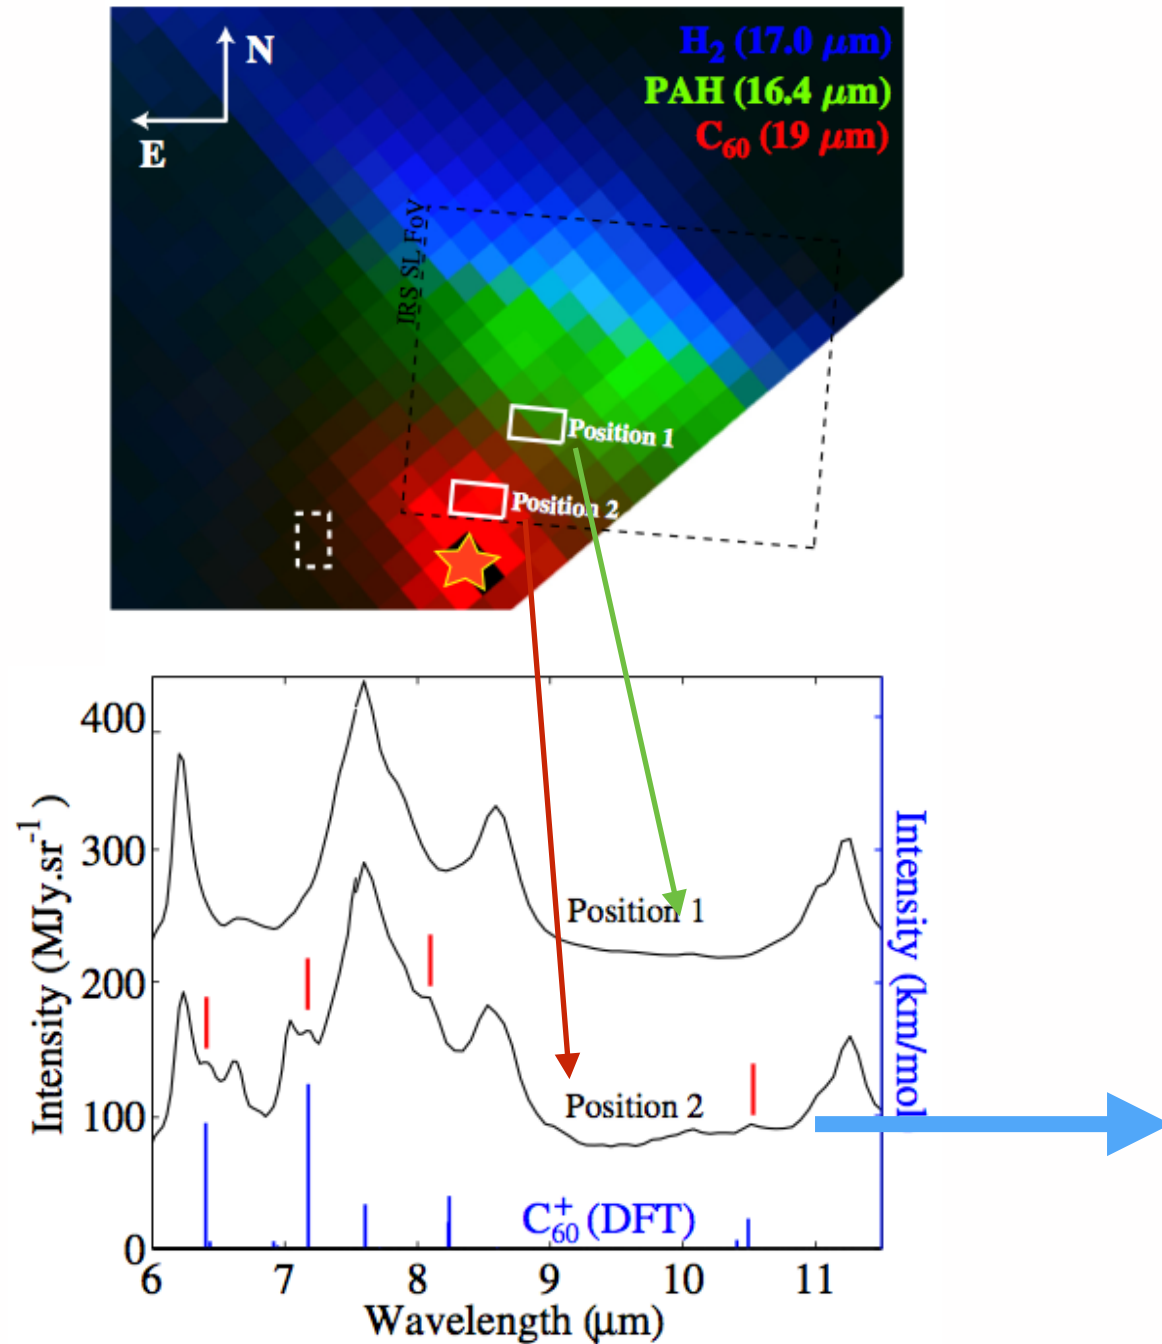 N
E
H₂ (17.0 μm)
PAH (16.4 μm)
C₆₀ (19 μm)
IRS SL FoV
Position 1
Position 2
400
300
200
100
0
Intensity (MJy.sr⁻¹)
Position 1
Position 2
C₆₀⁺ (DFT)
Intensity (km/mol)
6 7 8 9 10 11
Wavelength (μm)